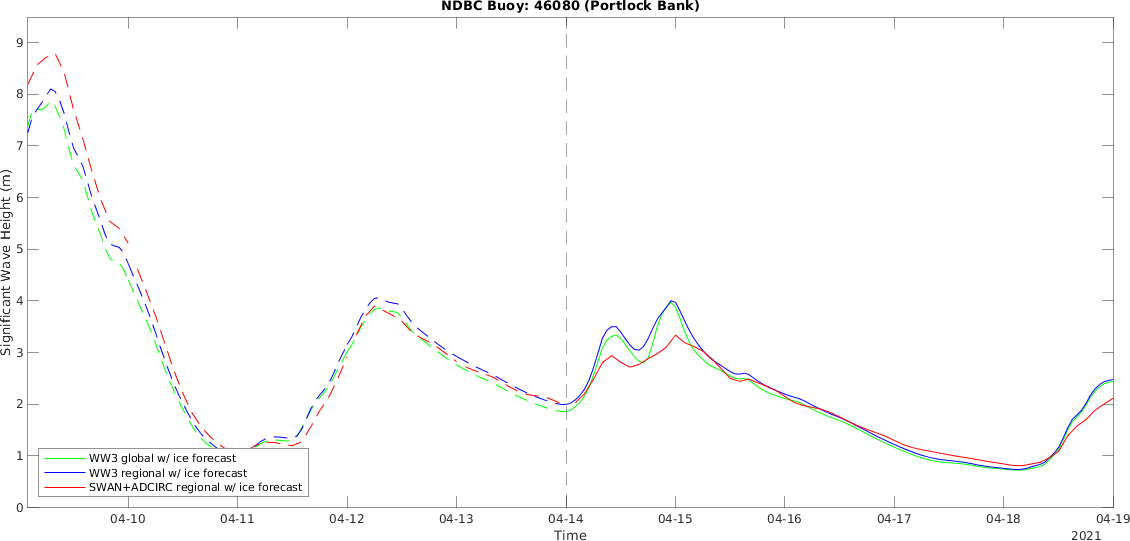 NDBC Buoy: 46080 (Portlock Bank)
9
8
7
6
5
4
3
2
1
0
Significant Wave Height (m)
WW3 global w/ ice forecast
WW3 regional w/ ice forecast
SWAN+ADCIRC regional w/ ice forecast
04-10 04-11 04-12 04-13 04-14 04-15 04-16 04-17 04-18 04-19
Time
2021